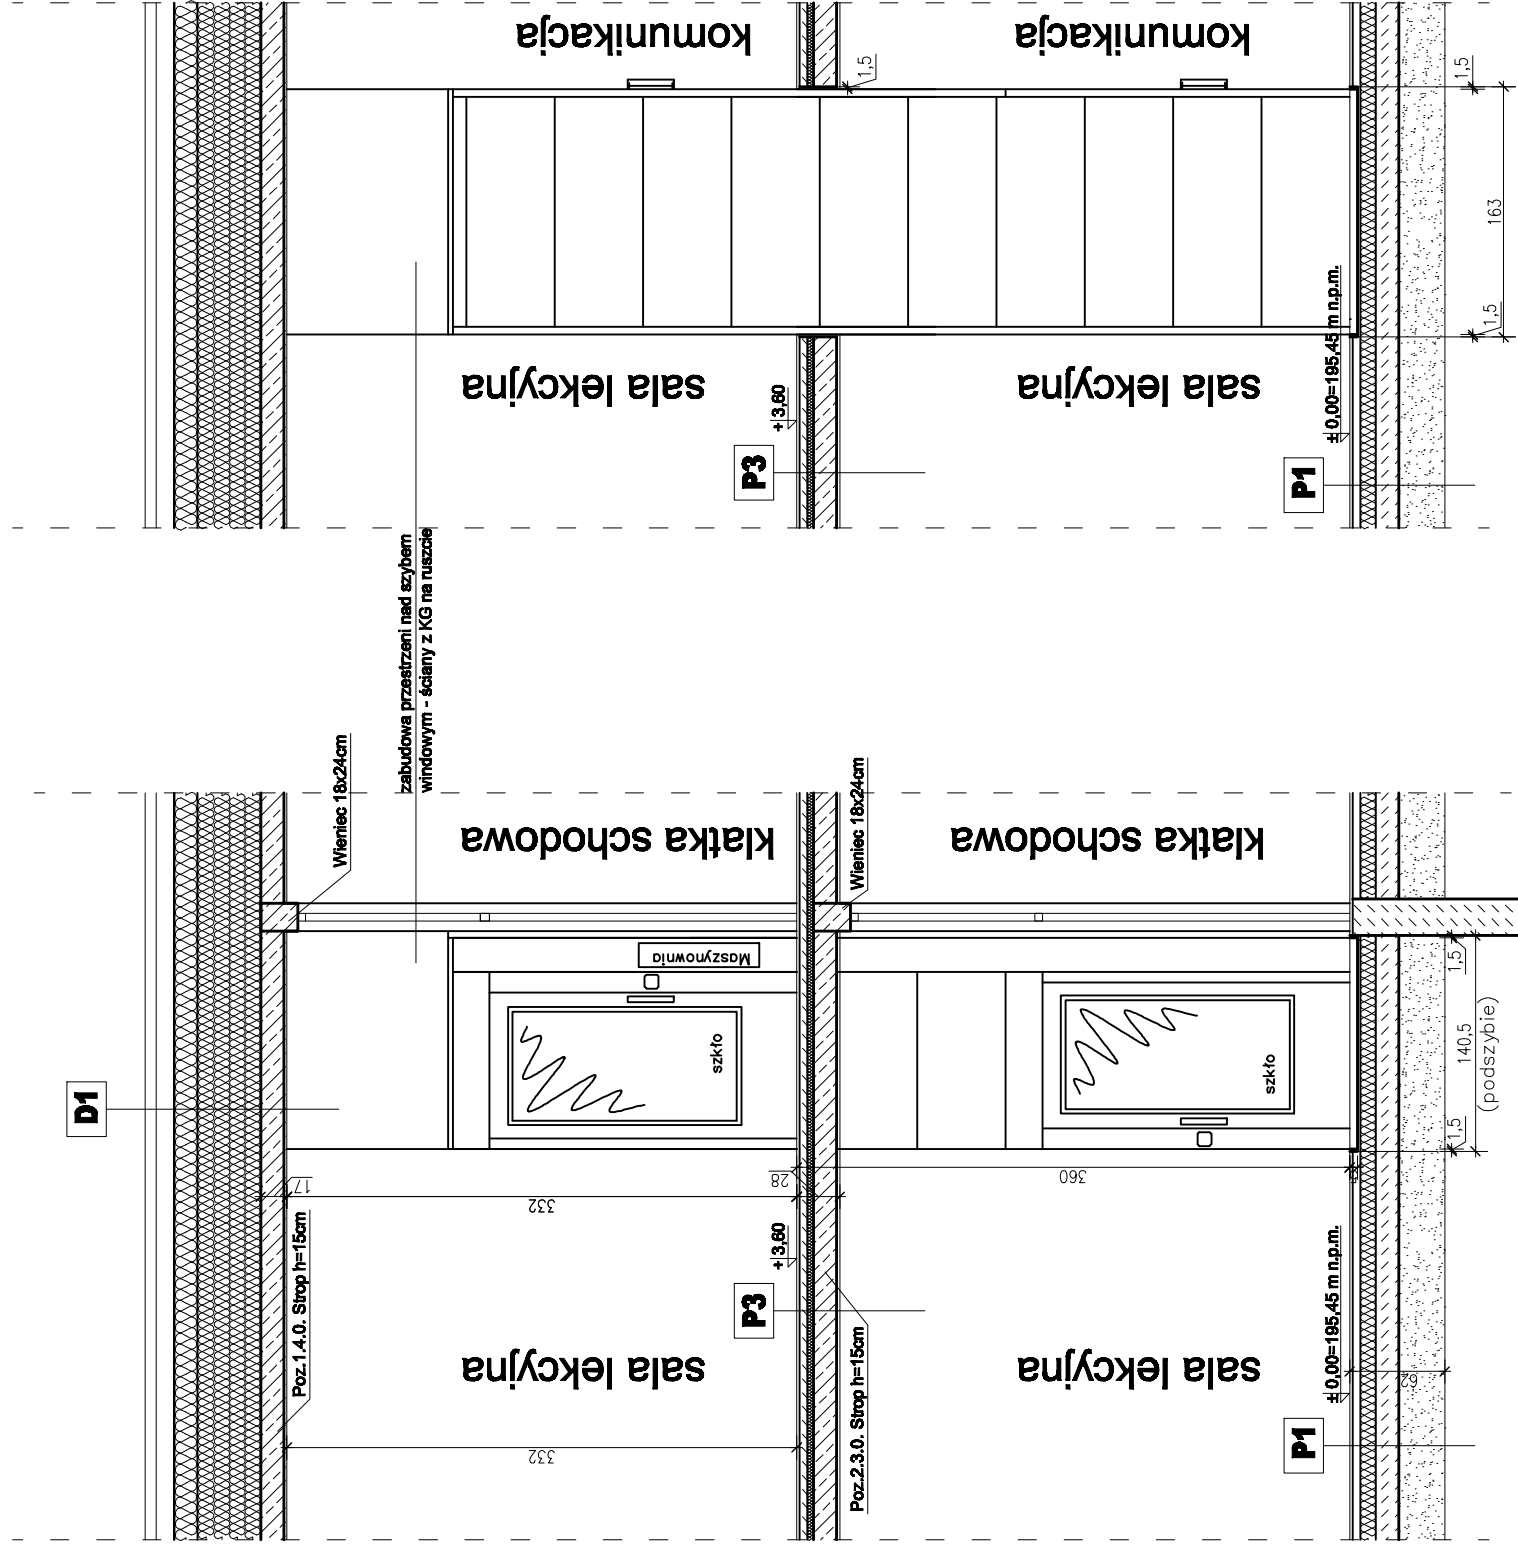 komunikacja
komunikacja
1,5
1,5
163
1,5
sala lekcyjna
sala lekcyjna
+3,60
± 0,00=195,45 m n.p.m.
P3
P1
zabudowa przestrzeni nad szybem
windowym - ściany z KG na ruszcie
Wieniec 18x24cm
Wieniec 18x24cm
klatka schodowa
klatka schodowa
Maszynownia
szkło
szkło
D1
1,5
140,5
(podszybie)
1,5
17
332
28
360
Poz.1.4.0. Strop h=15cm
+3,60
P3
± 0,00=195,45 m n.p.m.
sala lekcyjna
sala lekcyjna
Poz.2.3.0. Strop h=15cm
62
P1
332